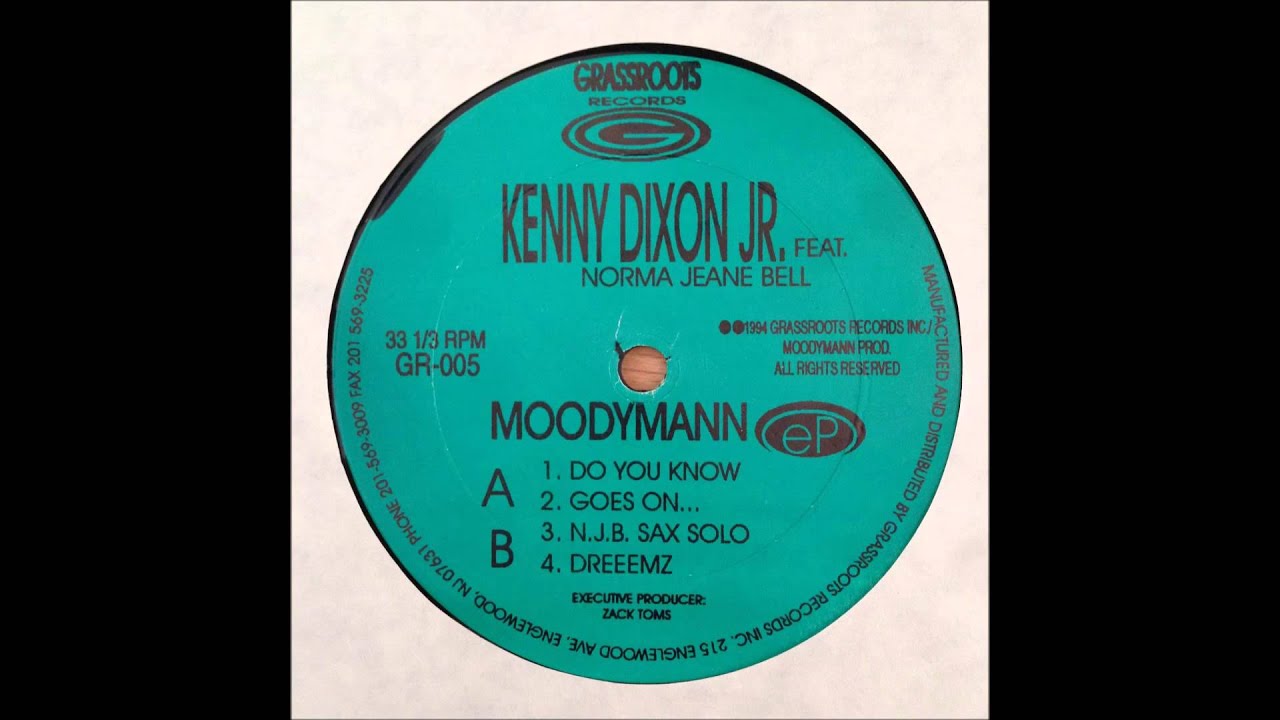 GRASSROOTS
RECORDS
G
KENNY DIXON JR. FEAT.
NORMA JEANE BELL
33 1/3 RPM
GR-005
●●1994 GRASSROOTS RECORDS INC./
MOODYMANN PROD.
ALL RIGHTS RESERVED
MOODYMANN eP
A
1. DO YOU KNOW
2. GOES ON...
B
3. N.J.B. SAX SOLO
4. DREEEMZ
EXECUTIVE PRODUCER:
ZACK TOMS
MANUFACTURED AND DISTRIBUTED BY GRASSROOTS RECORDS INC. 215 ENGLEWOOD AVE, ENGLEWOOD, NJ 07631 PHONE 201-569-3009 FAX 201 569-3225